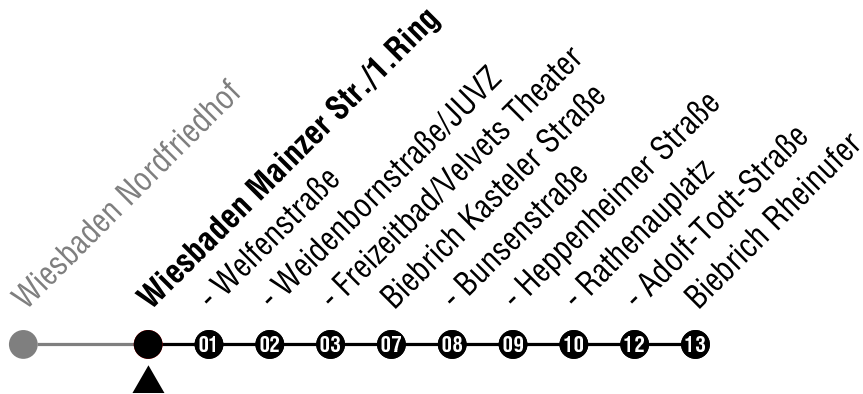 Wiesbaden Nordfriedhof
Wiesbaden Mainzer Str./1.Ring
- Welfenstraße
- Weidenbornstraße/JUVZ
- Freizeitbad/Velvets Theater
Biebrich Kasteler Straße
- Bunsenstraße
- Heppenheimer Straße
- Rathenauplatz
- Adolf-Todt-Straße
Biebrich Rheinufer
01 02 03 07 08 09 10 12 13